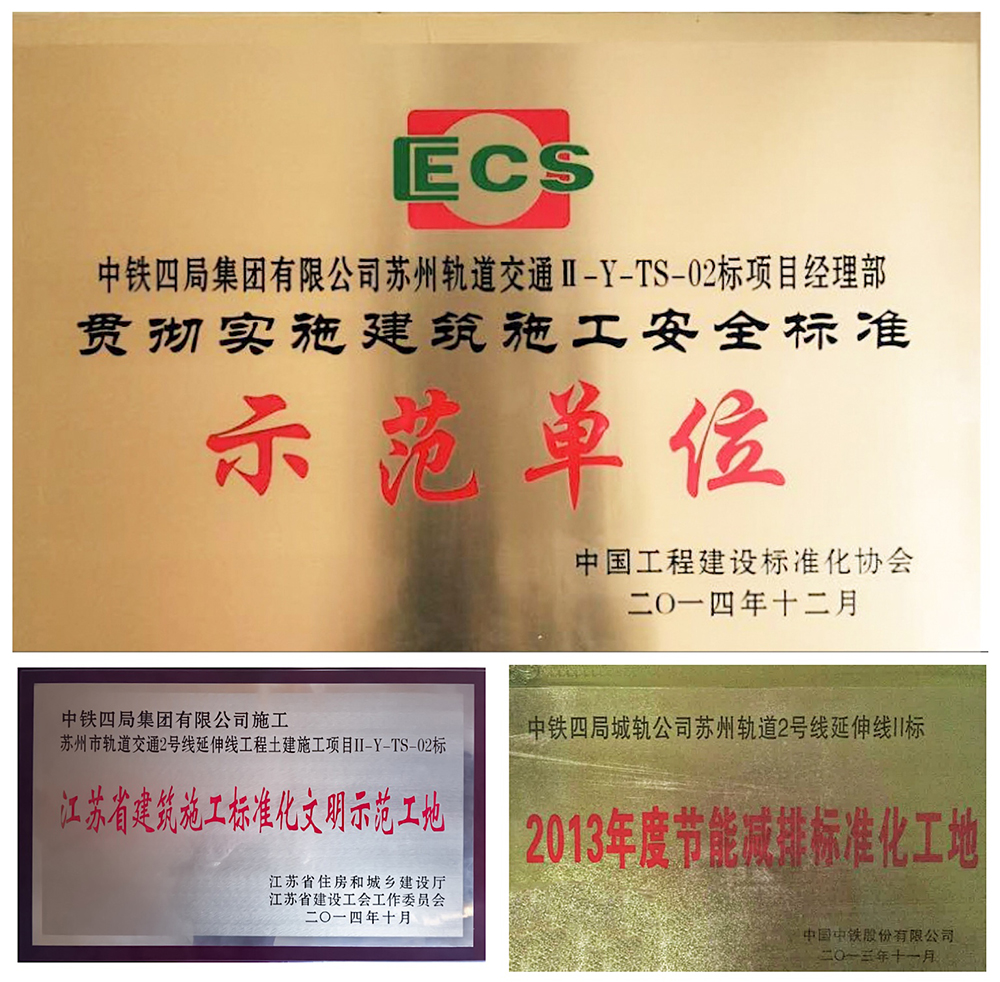 CECS
中铁四局集团有限公司苏州轨道交通Ⅱ-Y-TS-02标项目经理部
贯彻实施建筑施工安全标准
示范单位
中国工程建设标准化协会
二〇一四年十二月
中铁四局集团有限公司施工
苏州市轨道交通2号线延伸线工程土建施工项目II-Y-TS-02标
江苏省建筑施工标准化文明示范工地
江苏省住房和城乡建设厅
江苏省建设工会工作委员会
二〇一四年十月
中铁四局城轨公司苏州轨道2号线延伸线II标
2013年度节能减排标准化工地
中国中铁股份有限公司
二〇一三年十一月